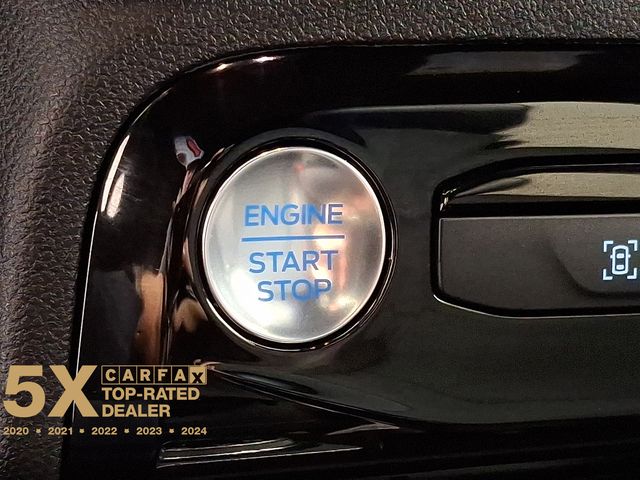 ENGINE
START
STOP
5X
CARFAX
TOP-RATED
DEALER
2020 • 2021 • 2022 • 2023 • 2024